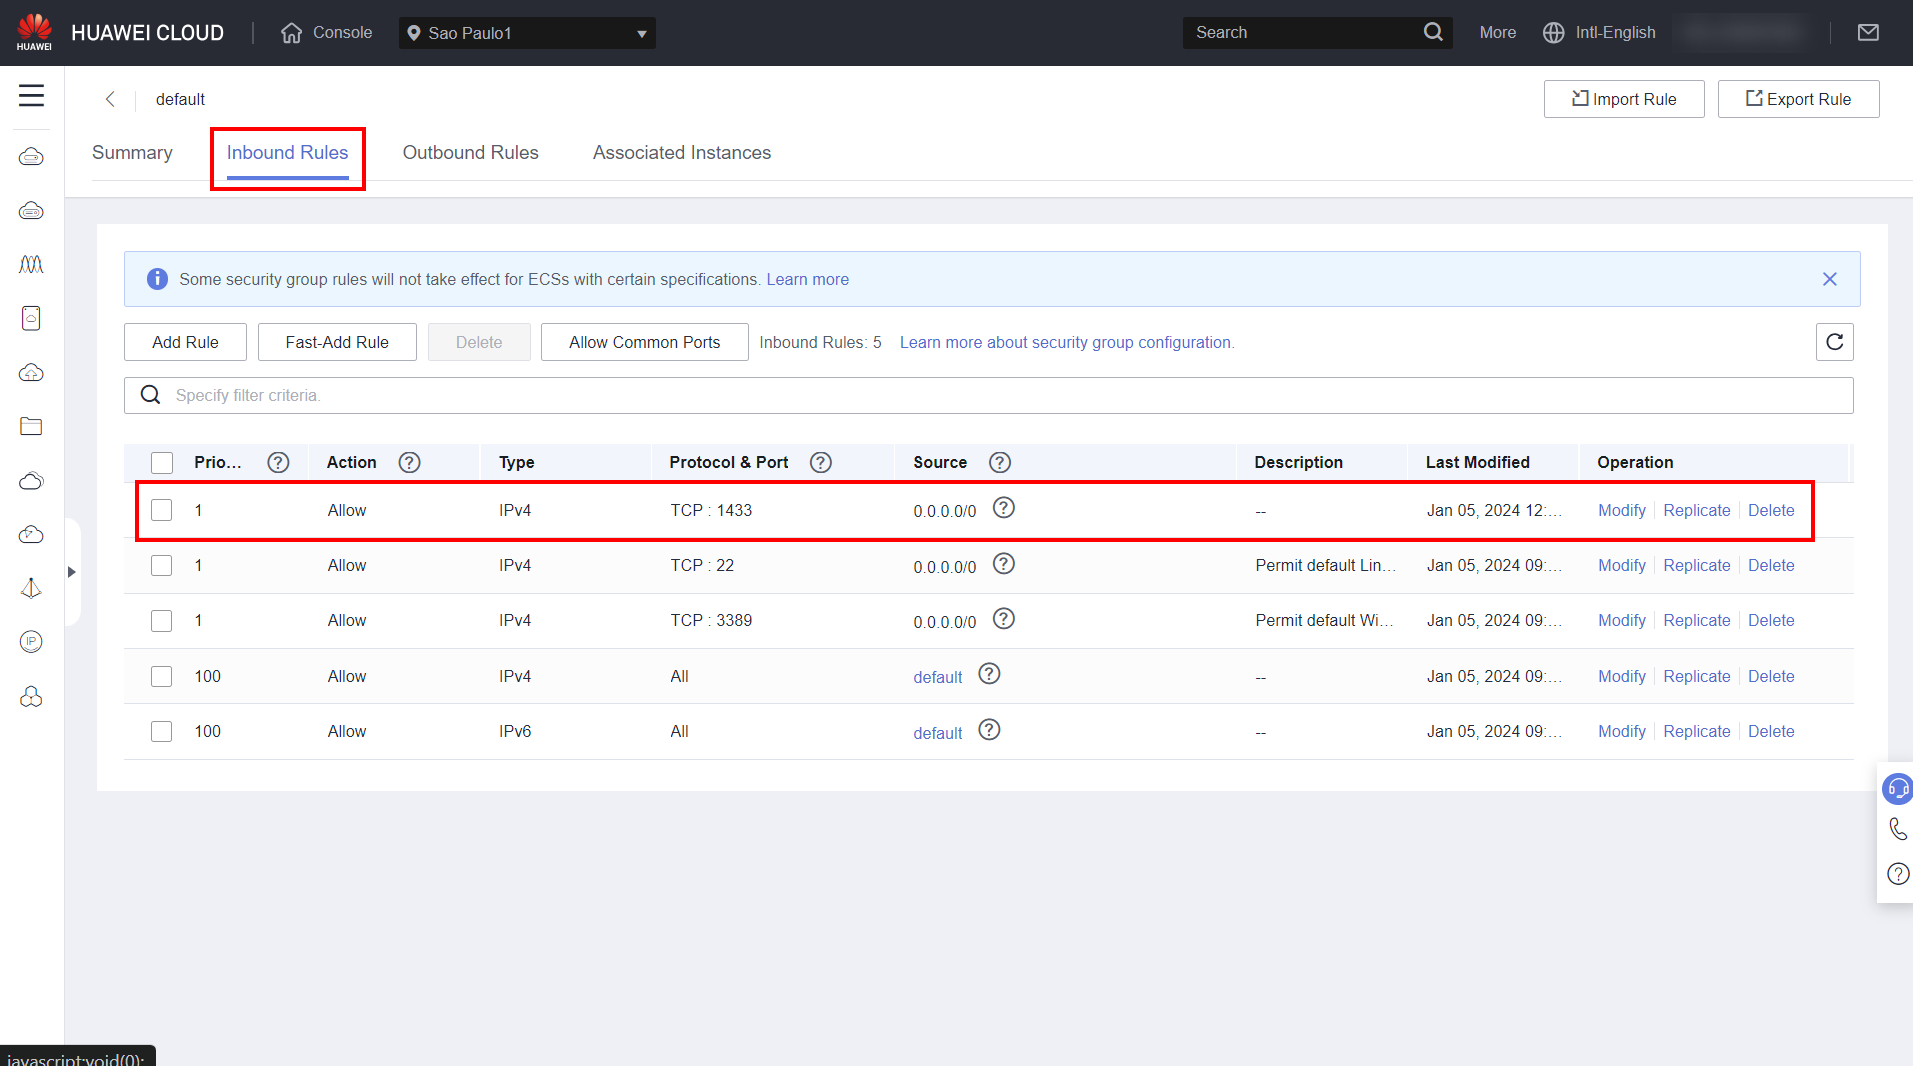 HUAWEI
HUAWEI CLOUD
Console
Sao Paulo1
Search
More
Intl-English
default
Import Rule
Export Rule
Summary
Inbound Rules
Outbound Rules
Associated Instances
Some security group rules will not take effect for ECSs with certain specifications. Learn more
Add Rule
Fast-Add Rule
Delete
Allow Common Ports
Inbound Rules: 5
Learn more about security group configuration.
Specify filter criteria.
Prio... Action Type Protocol & Port Source Description Last Modified Operation
1 Allow IPv4 TCP : 1433 0.0.0.0/0 -- Jan 05, 2024 12:... Modify Replicate Delete
1 Allow IPv4 TCP : 22 0.0.0.0/0 Permit default Lin... Jan 05, 2024 09:... Modify Replicate Delete
1 Allow IPv4 TCP : 3389 0.0.0.0/0 Permit default Wi... Jan 05, 2024 09:... Modify Replicate Delete
100 Allow IPv4 All default -- Jan 05, 2024 09:... Modify Replicate Delete
100 Allow IPv6 All default -- Jan 05, 2024 09:... Modify Replicate Delete
IP
javascript:void(0);